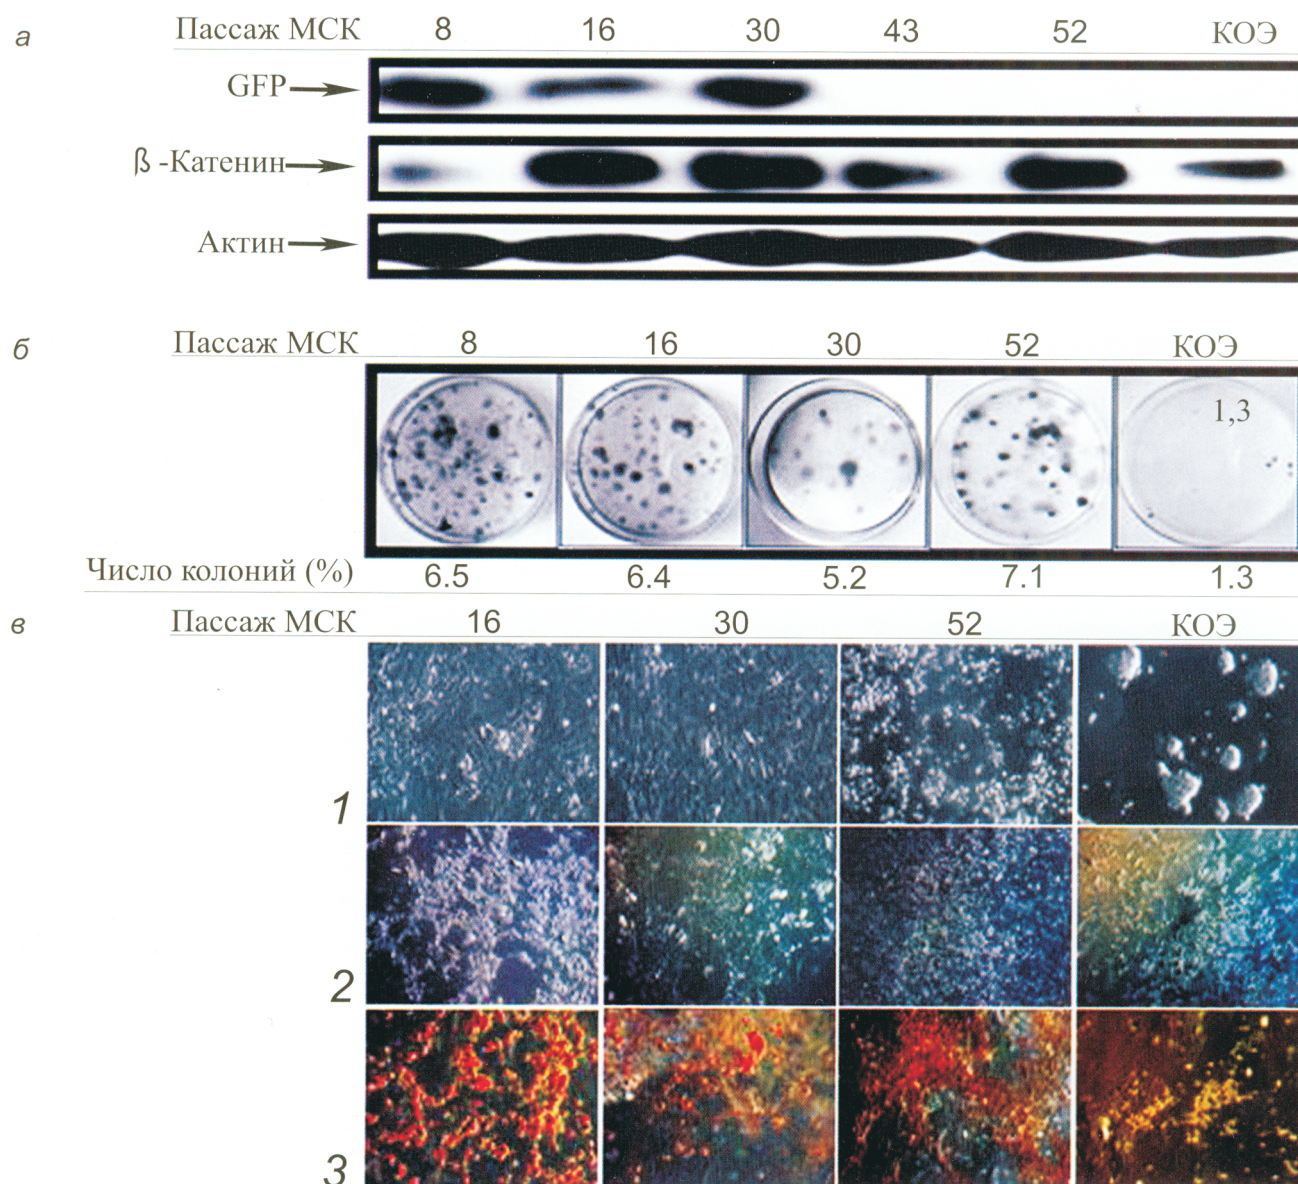 а Пассаж МСК 8 16 30 43 52 КОЭ
GFP
ß -Катенин
Актин
б Пассаж МСК 8 16 30 52 КОЭ
1,3
Число колоний (%) 6.5 6.4 5.2 7.1 1.3
в Пассаж МСК 16 30 52 КОЭ
1
2
3